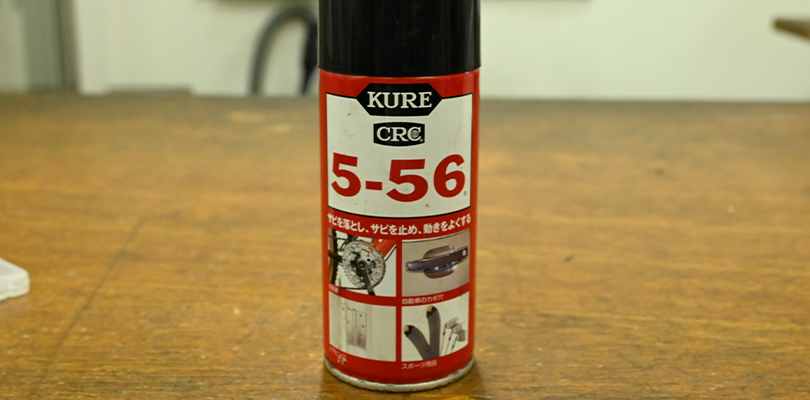 KURE
CRC
5-56
サビを落とし、サビを止め、動きをよくする
自動車のカギ穴
スポーツ用品